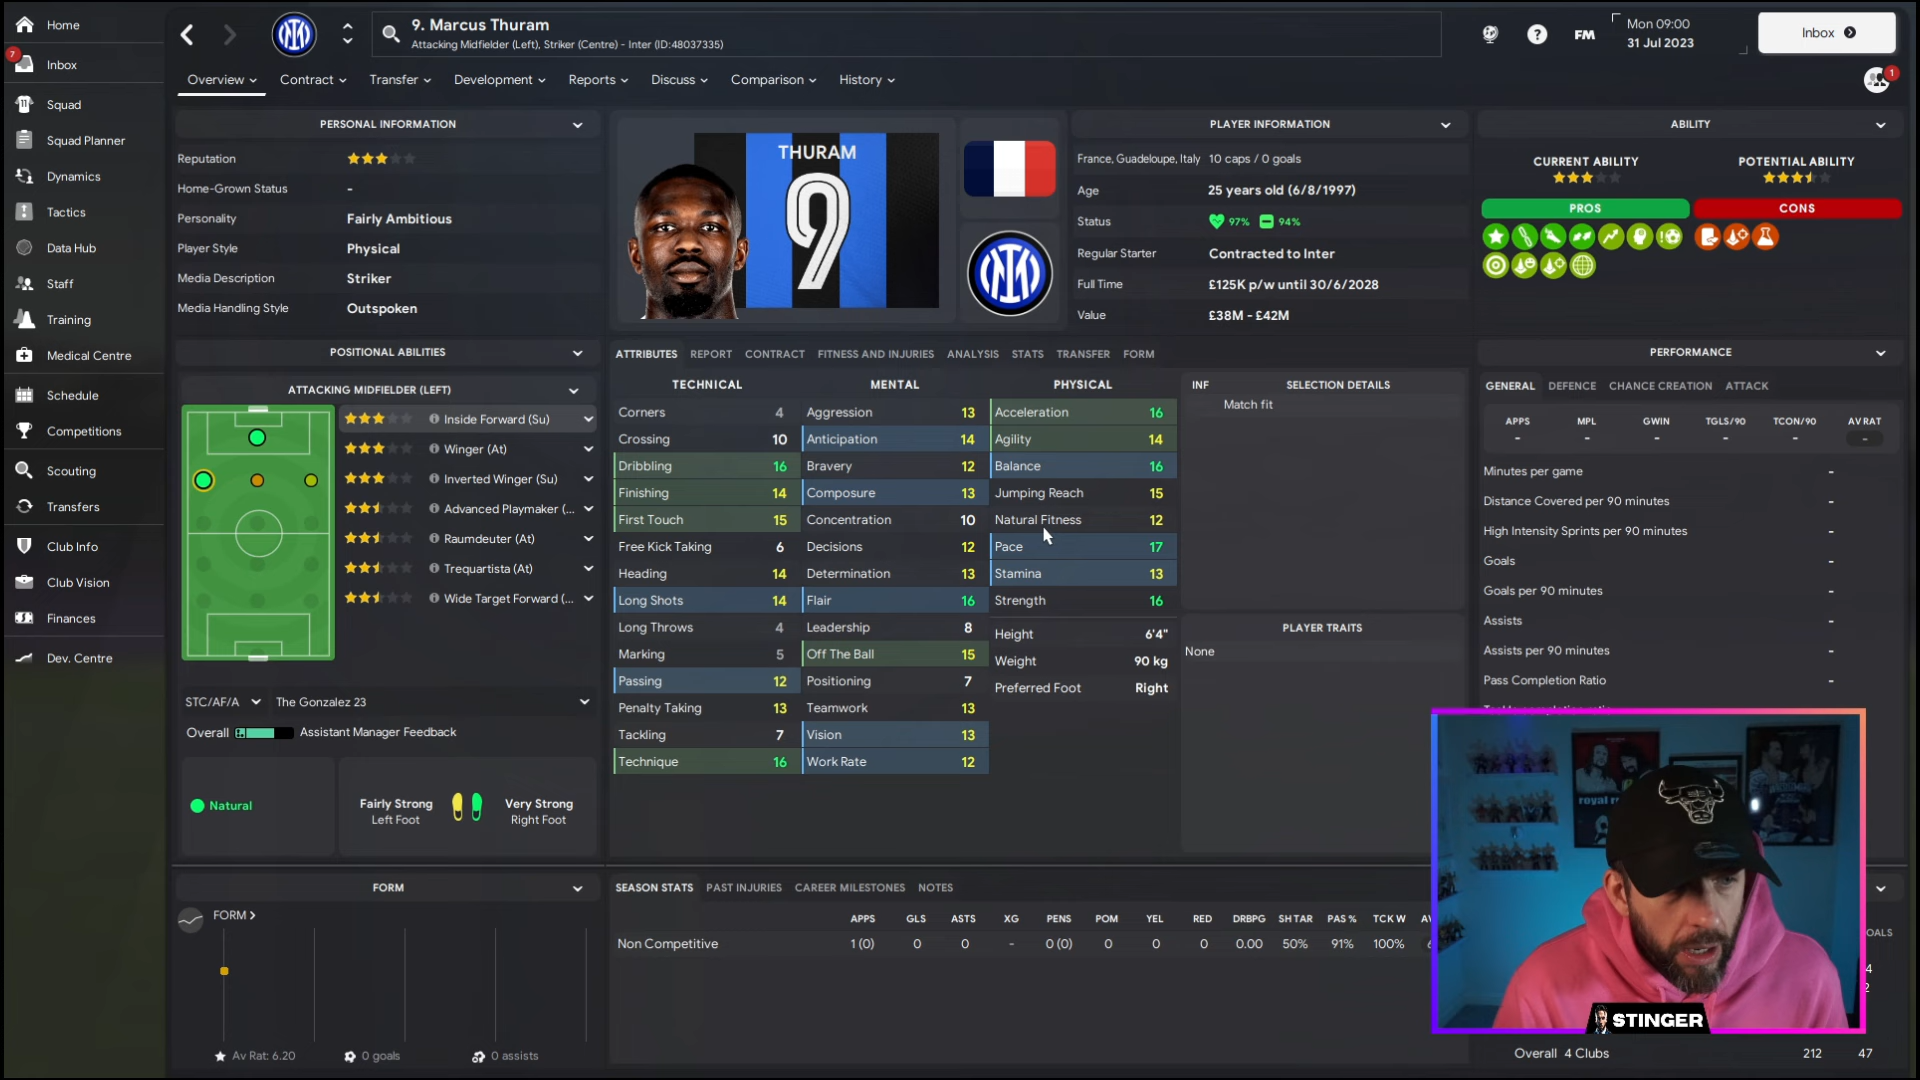 Home
Inbox
7
Squad
Squad Planner
Dynamics
Tactics
Data Hub
Staff
Training
Medical Centre
Schedule
Competitions
Scouting
Transfers
Club Info
Club Vision
Finances
Dev. Centre
9. Marcus Thuram
Attacking Midfielder (Left), Striker (Centre) - Inter (ID:48037335)
FM
Mon 09:00
31 Jul 2023
Inbox
1
Overview
Contract
Transfer
Development
Reports
Discuss
Comparison
History
PERSONAL INFORMATION
Reputation
Home-Grown Status -
Personality Fairly Ambitious
Player Style Physical
Media Description Striker
Media Handling Style Outspoken
THURAM
9
PLAYER INFORMATION
France, Guadeloupe, Italy 10 caps / 0 goals
Age 25 years old (6/8/1997)
Status 97% 94%
Regular Starter Contracted to Inter
Full Time £125K p/w until 30/6/2028
Value £38M - £42M
ABILITY
CURRENT ABILITY POTENTIAL ABILITY
PROS CONS
POSITIONAL ABILITIES
ATTACKING MIDFIELDER (LEFT)
Inside Forward (Su)
Winger (At)
Inverted Winger (Su)
Advanced Playmaker (...
Raumdeuter (At)
Trequartista (At)
Wide Target Forward (...
STC/AF/A The Gonzalez 23
Overall Assistant Manager Feedback
Natural
Fairly Strong
Left Foot
Very Strong
Right Foot
ATTRIBUTES REPORT CONTRACT FITNESS AND INJURIES ANALYSIS STATS TRANSFER FORM
TECHNICAL
Corners 4
Crossing 10
Dribbling 16
Finishing 14
First Touch 15
Free Kick Taking 6
Heading 14
Long Shots 14
Long Throws 4
Marking 5
Passing 12
Penalty Taking 13
Tackling 7
Technique 16
MENTAL
Aggression 13
Anticipation 14
Bravery 12
Composure 13
Concentration 10
Decisions 12
Determination 13
Flair 16
Leadership 8
Off The Ball 15
Positioning 7
Teamwork 13
Vision 13
Work Rate 12
PHYSICAL
Acceleration 16
Agility 14
Balance 16
Jumping Reach 15
Natural Fitness 12
Pace 17
Stamina 13
Strength 16
Height 6'4"
Weight 90 kg
Preferred Foot Right
INF SELECTION DETAILS
Match fit
PLAYER TRAITS
None
PERFORMANCE
GENERAL DEFENCE CHANCE CREATION ATTACK
APPS MPL GWIN TGLS/90 TCON/90 AV RAT
- - - - - -
Minutes per game -
Distance Covered per 90 minutes -
High Intensity Sprints per 90 minutes -
Goals -
Goals per 90 minutes -
Assists -
Assists per 90 minutes -
Pass Completion Ratio -
FORM
FORM
Av Rat: 6.20 0 goals 0 assists
SEASON STATS PAST INJURIES CAREER MILESTONES NOTES
APPS GLS ASTS XG PENS POM YEL RED DRBPG SH TAR PAS % TCK W
Non Competitive 1 (0) 0 0 - 0 (0) 0 0 0 0.00 50% 91% 100%
royal
STINGER
Overall 4 Clubs 212 47